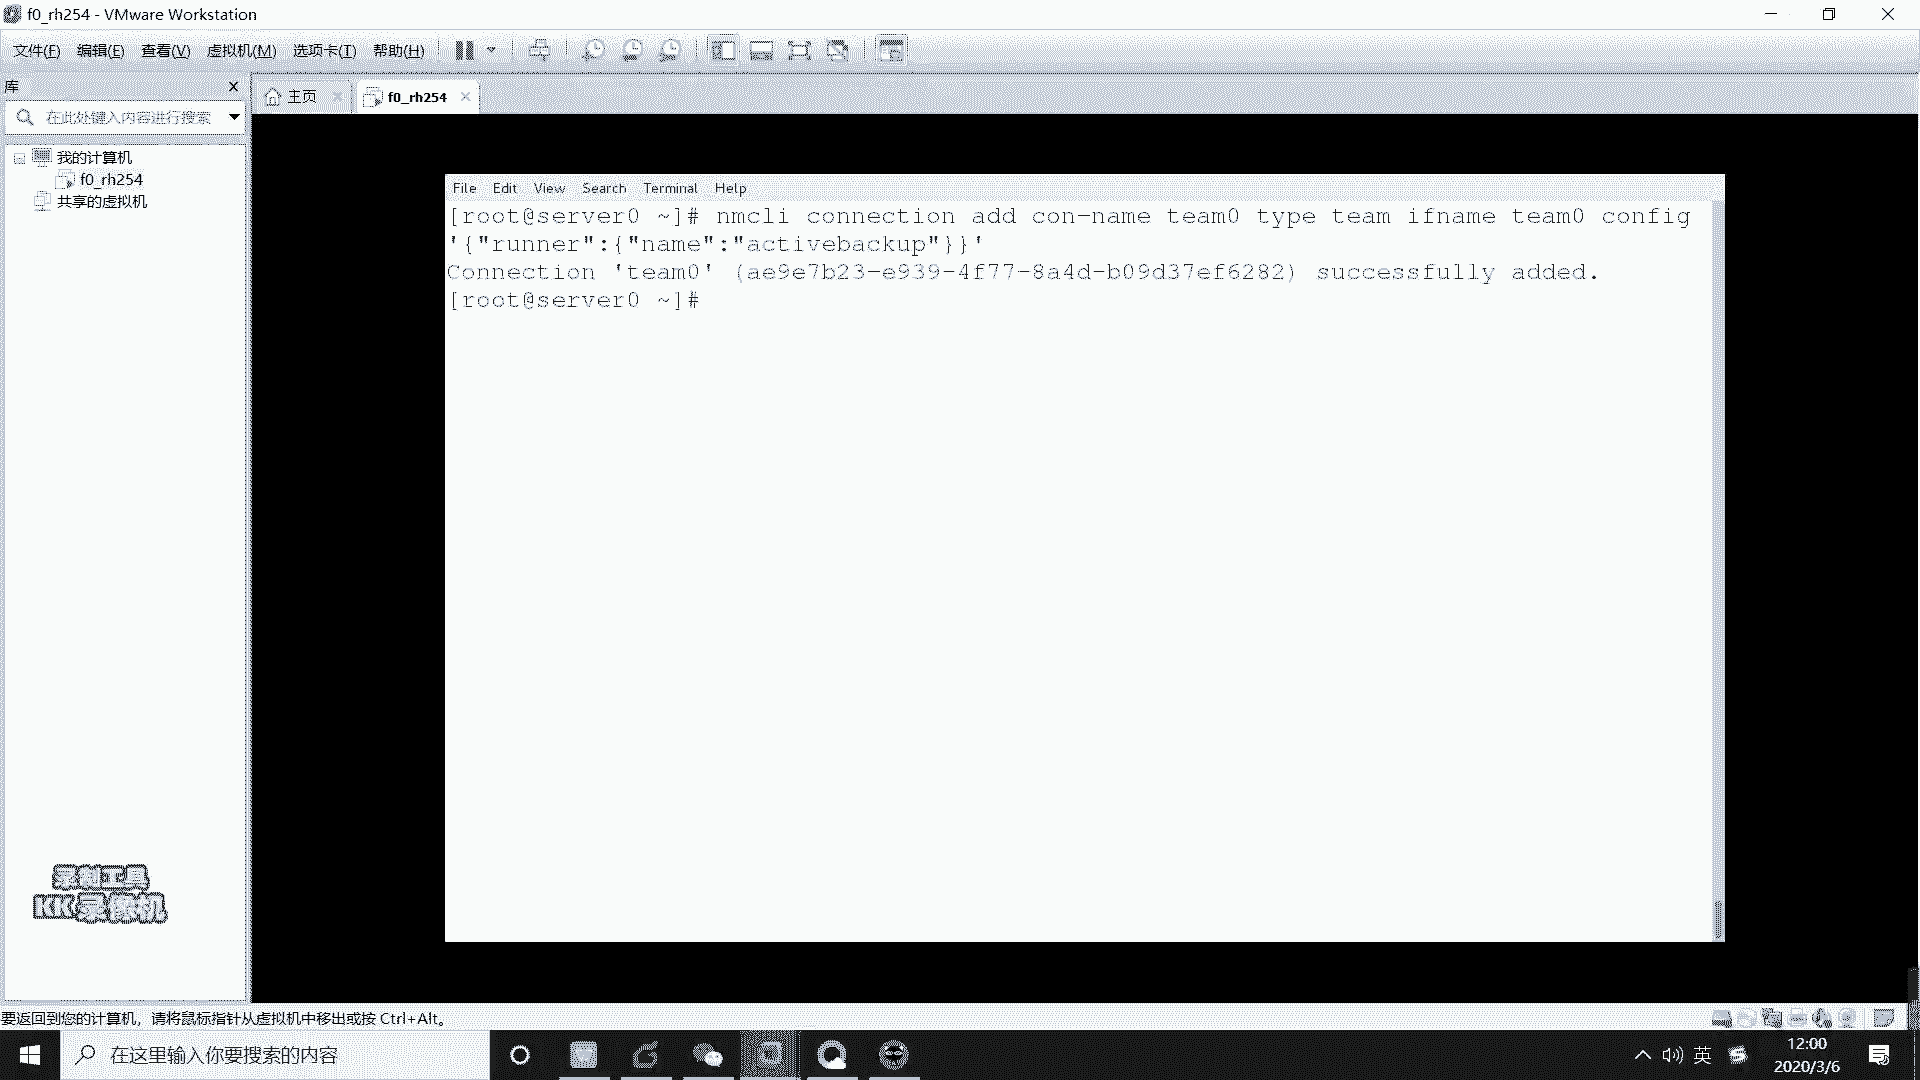 f0_rh254 - VMware Workstation
文件(F) 编辑(E) 查看(V) 虚拟机(M) 选项卡(T) 帮助(H)
库
主页
f0_rh254
在此处键入内容进行搜索
我的计算机
f0_rh254
共享的虚拟机
File Edit View Search Terminal Help
[root@server0 ~]# nmcli connection add con-name team0 type team ifname team0 config
'{"runner":{"name":"activebackup"}}'
Connection 'team0' (ae9e7b23-e939-4f77-8a4d-b09d37ef6282) successfully added.
[root@server0 ~]#
录制工具
KK录像机
要返回到您的计算机，请将鼠标指针从虚拟机中移出或按 Ctrl+Alt。
在这里输入你要搜索的内容
英
12:00
2020/3/6